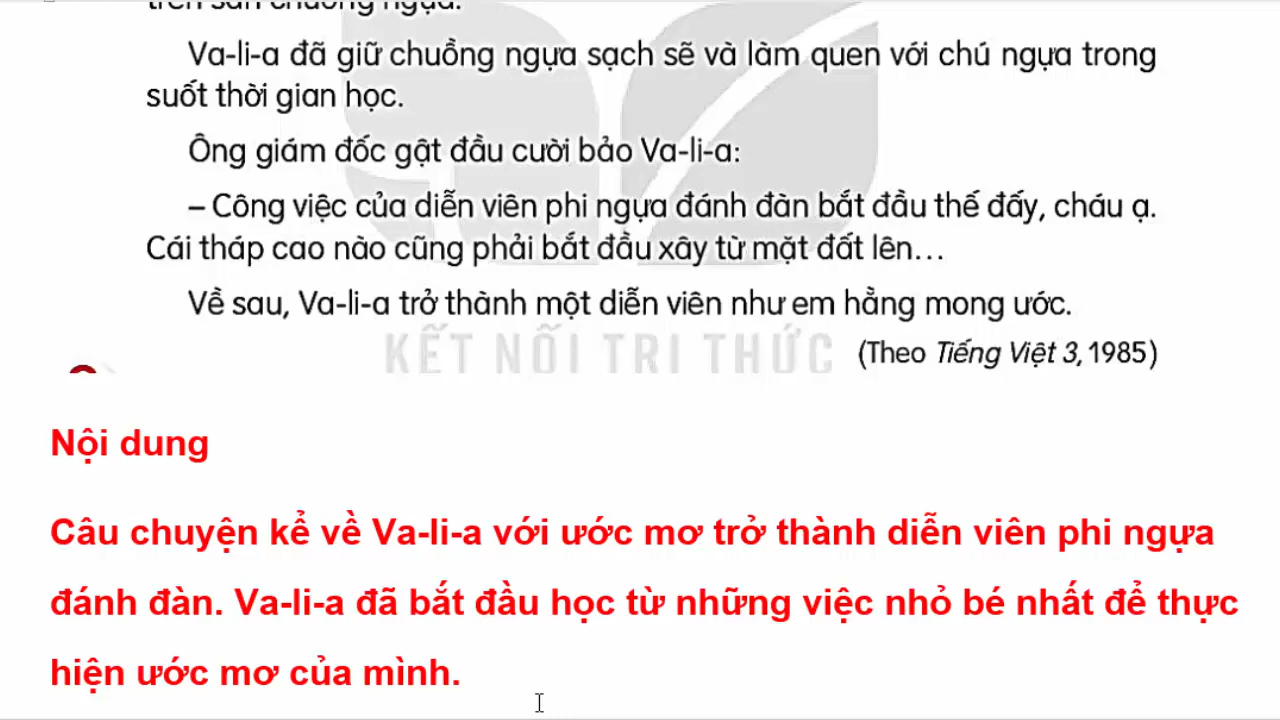 trên sàn chuồng ngựa.
Va-li-a đã giữ chuồng ngựa sạch sẽ và làm quen với chú ngựa trong
suốt thời gian học.
Ông giám đốc gật đầu cười bảo Va-li-a:
– Công việc của diễn viên phi ngựa đánh đàn bắt đầu thế đấy, cháu ạ.
Cái tháp cao nào cũng phải bắt đầu xây từ mặt đất lên...
Về sau, Va-li-a trở thành một diễn viên như em hằng mong ước.
KẾT NỐI TRI THỨC
(Theo Tiếng Việt 3, 1985)
Nội dung
Câu chuyện kể về Va-li-a với ước mơ trở thành diễn viên phi ngựa
đánh đàn. Va-li-a đã bắt đầu học từ những việc nhỏ bé nhất để thực
hiện ước mơ của mình.